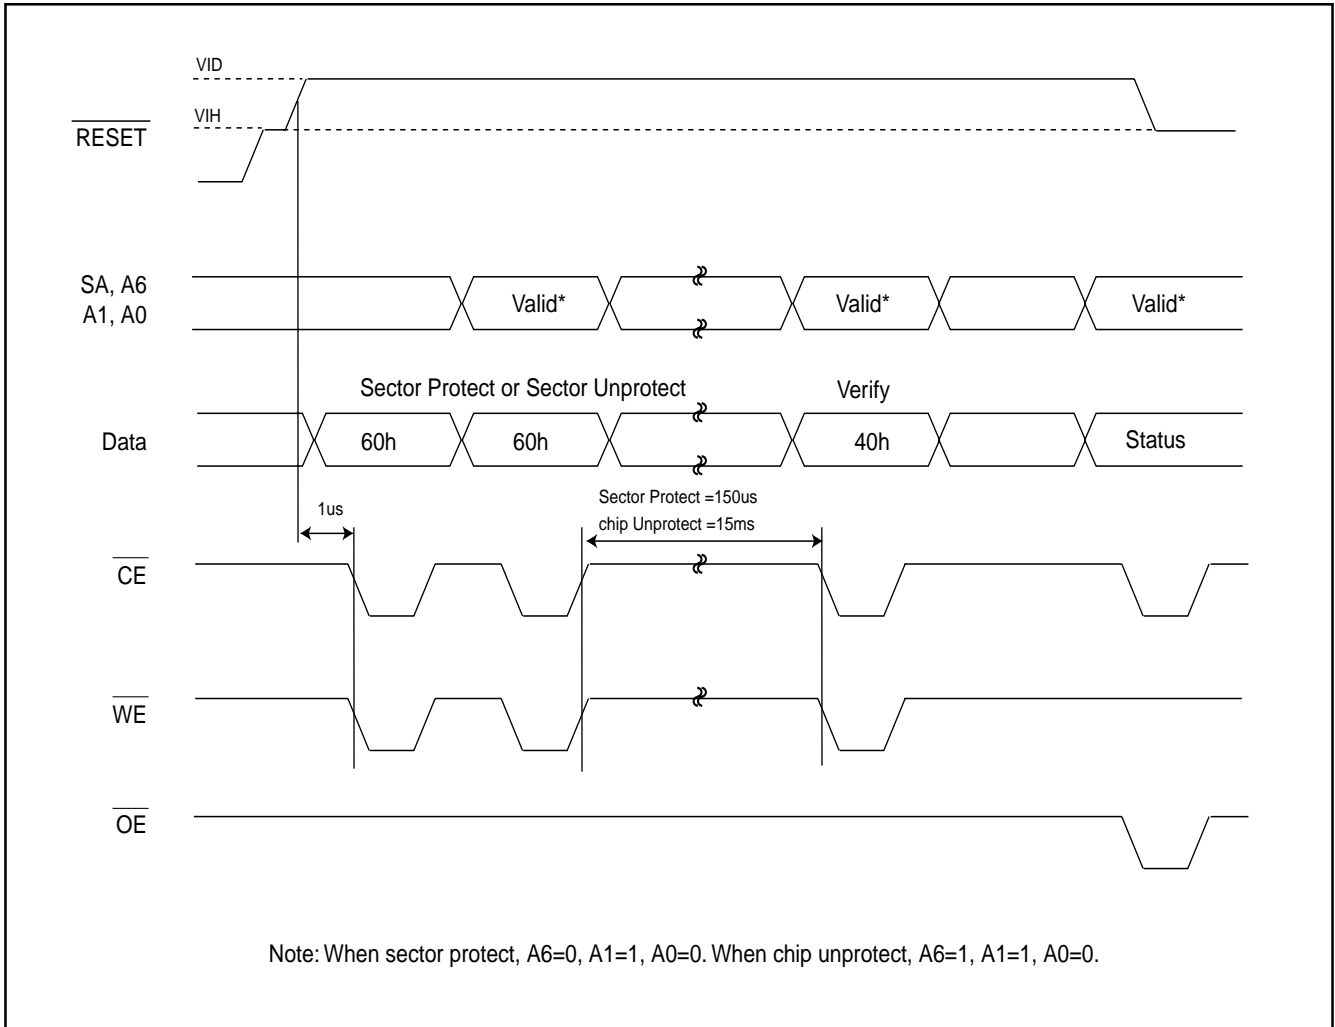 VID
VIH
RESET
SA, A6
A1, A0
Valid*
Valid*
Valid*
Sector Protect or Sector Unprotect
Verify
Data
60h
60h
40h
Status
1us
Sector Protect =150us
chip Unprotect =15ms
CE
WE
OE
Note: When sector protect, A6=0, A1=1, A0=0. When chip unprotect, A6=1, A1=1, A0=0.